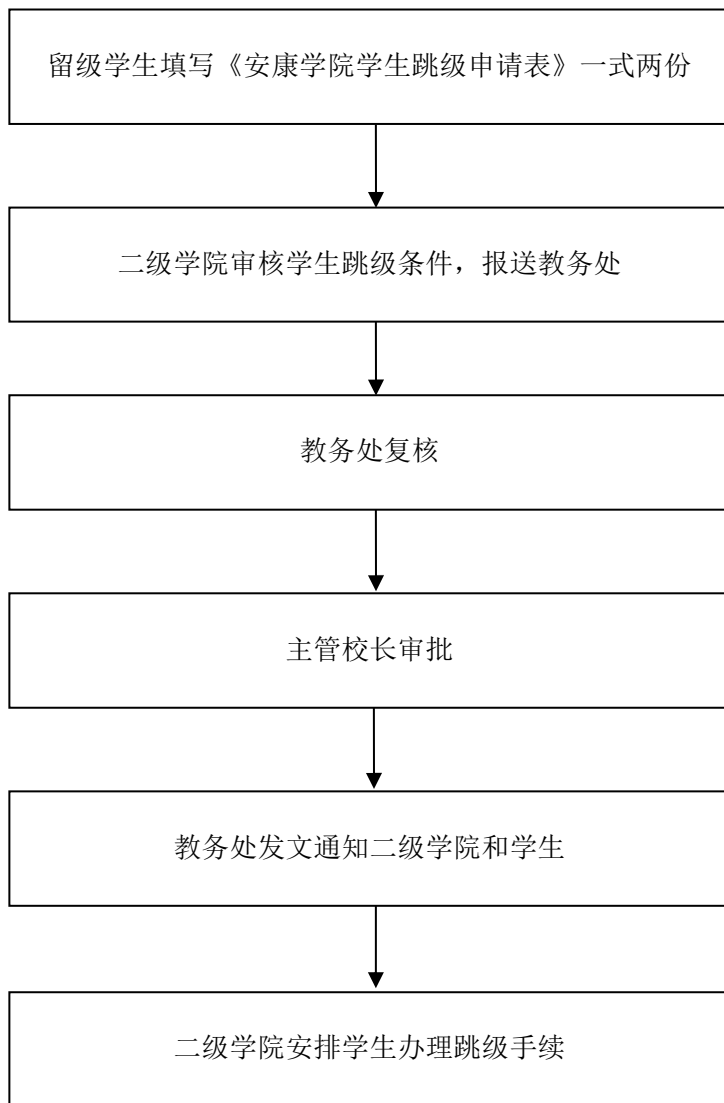 留级学生填写《安康学院学生跳级申请表》一式两份
二级学院审核学生跳级条件，报送教务处
教务处复核
主管校长审批
教务处发文通知二级学院和学生
二级学院安排学生办理跳级手续